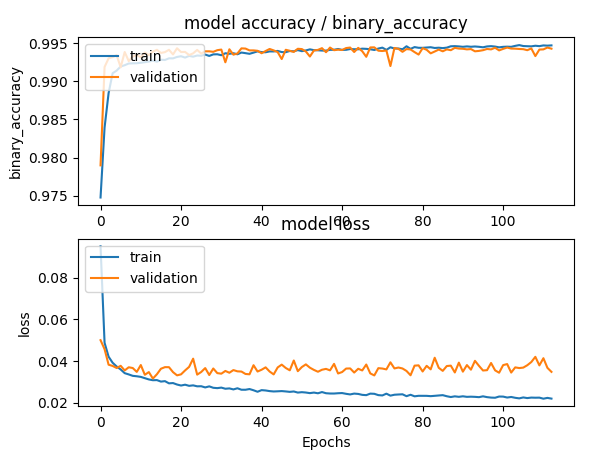 model accuracy / binary_accuracy
0.995
0.990
0.985
0.980
0.975
binary_accuracy
train
validation
0 20 40 60 80 100
model loss
0.08
0.06
0.04
0.02
loss
train
validation
0 20 40 60 80 100
Epochs